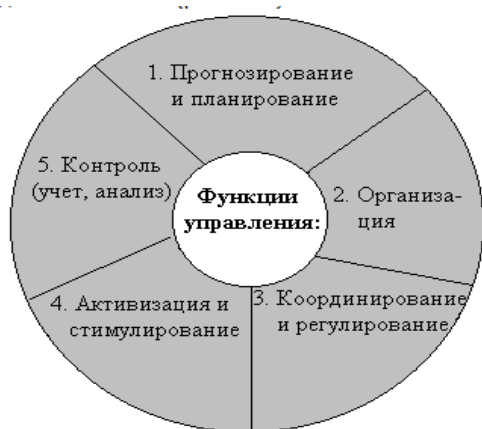 1. Прогнозирование
и планирование
5. Контроль
(учет, анализ)
Функции
управления:
2. Организа-
ция
4. Активизация и
стимулирование
3. Координирование
и регулирование